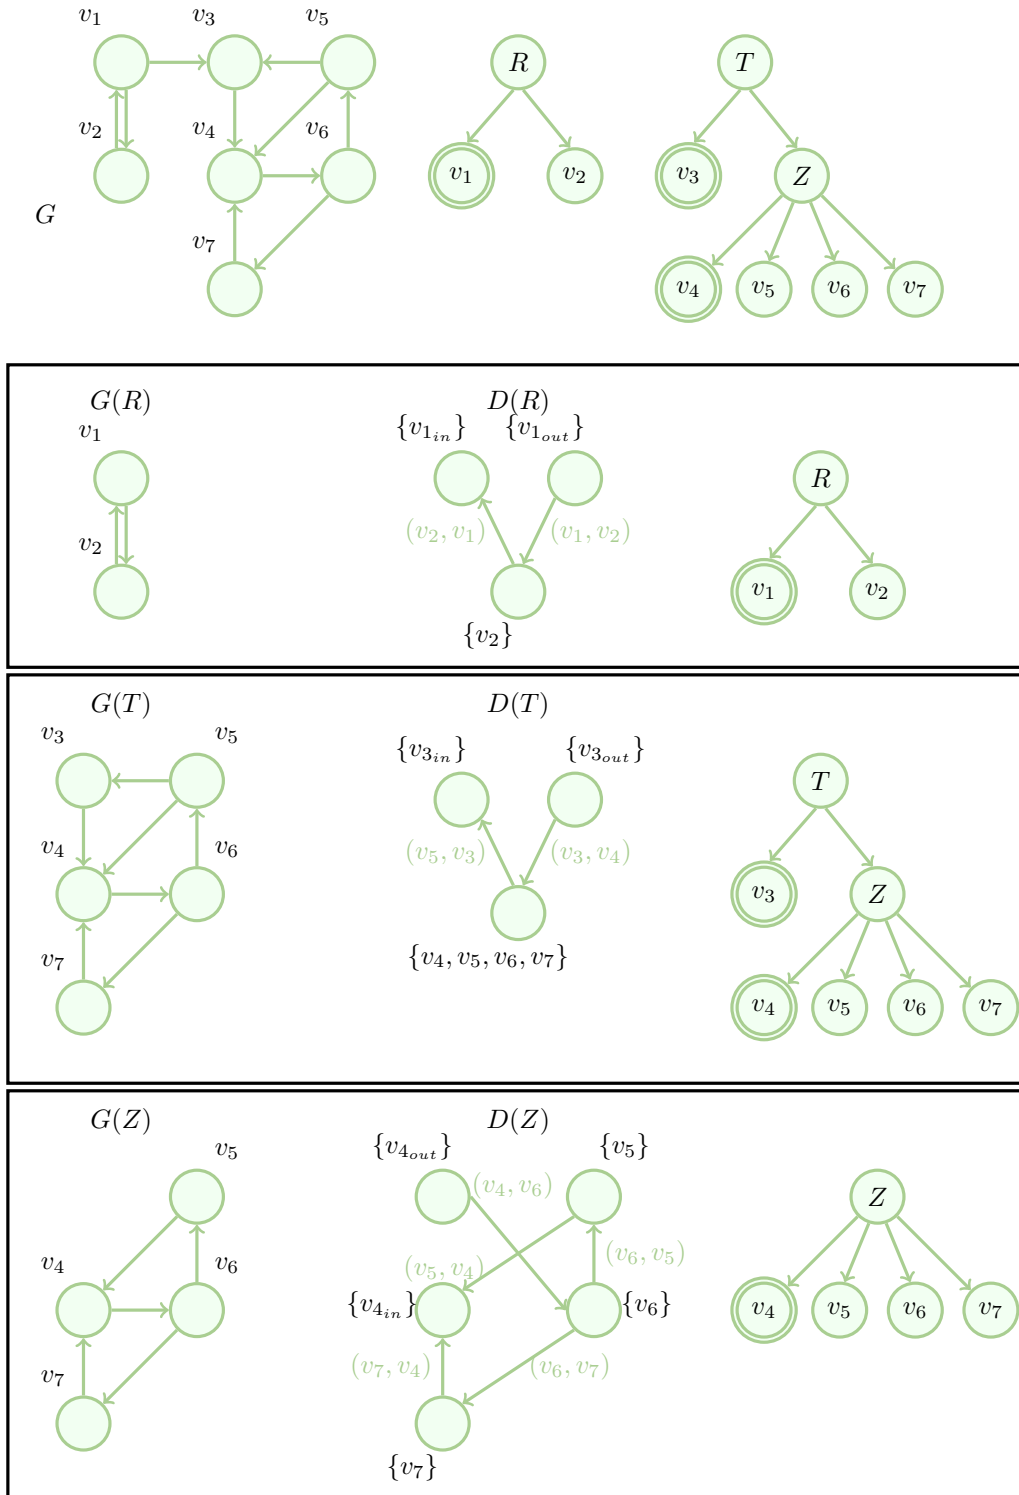 v1 v3 v5 R T
v2 v4 v6 v1 v2 v3 Z
G
v7 v4 v5 v6 v7
G(R) D(R)
v1 {v1in} {v1out} R
v2 (v2, v1) (v1, v2)
v1 v2
{v2}
G(T) D(T)
v3 v5 {v3in} {v3out} T
v4 v6 (v5, v3) (v3, v4)
v3 Z
v7 {v4, v5, v6, v7}
v4 v5 v6 v7
G(Z) D(Z)
v5 {v4out} {v5}
(v4, v6) Z
v4 v6 (v5, v4) (v6, v5)
{v4in} {v6} v4 v5 v6 v7
v7 (v7, v4) (v6, v7)
{v7}